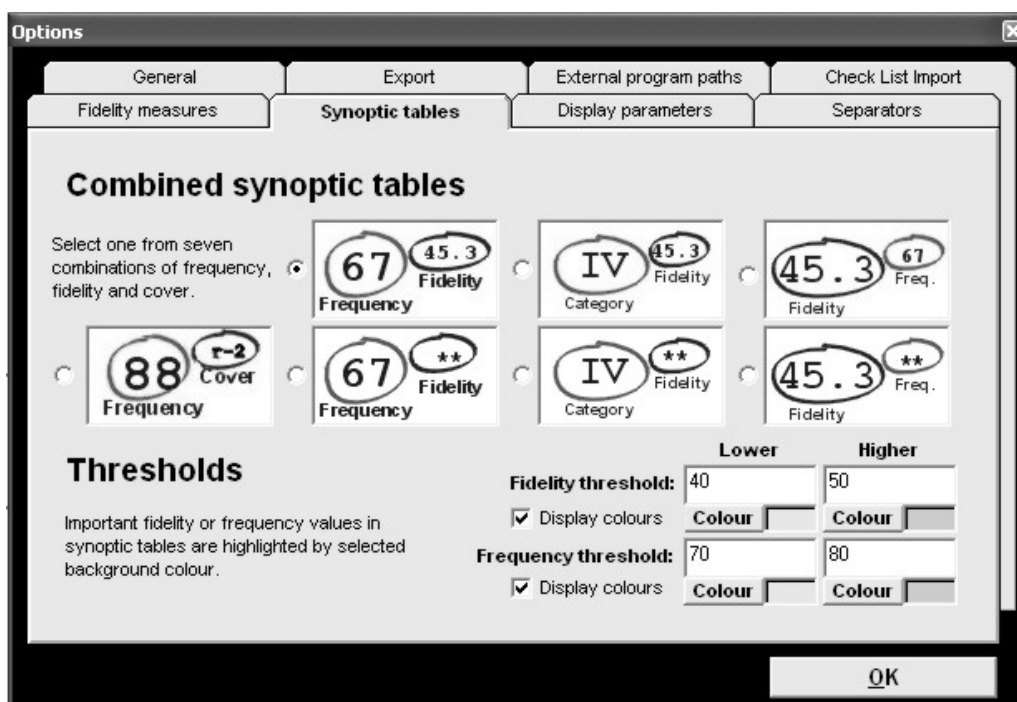 Options
General Export External program paths Check List Import
Fidelity measures Synoptic tables Display parameters Separators
Combined synoptic tables
Select one from seven
combinations of frequency,
fidelity and cover.
67 45.3 Fidelity
Frequency
IV 45.3 Fidelity
Category
45.3 67 Freq.
Fidelity
88 r-2 Cover
Frequency
67 ** Fidelity
Frequency
IV ** Fidelity
Category
45.3 ** Freq.
Fidelity
Thresholds
Important fidelity or frequency values in
synoptic tables are highlighted by selected
background colour.
Lower Higher
Fidelity threshold: 40 50
Display colours Colour Colour
Frequency threshold: 70 80
Display colours Colour Colour
OK